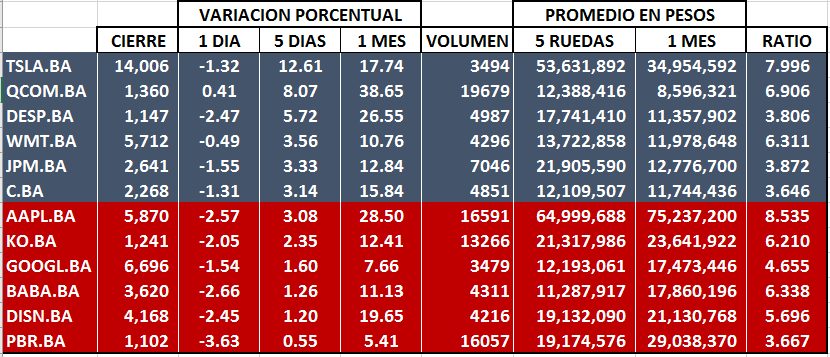 VARIACION PORCENTUAL PROMEDIO EN PESOS
CIERRE 1 DIA 5 DIAS 1 MES VOLUMEN 5 RUEDAS 1 MES RATIO
TSLA.BA 14,006 -1.32 12.61 17.74 3494 53,631,892 34,954,592 7.996
QCOM.BA 1,360 0.41 8.07 38.65 19679 12,388,416 8,596,321 6.906
DESP.BA 1,147 -2.47 5.72 26.55 4987 17,741,410 11,357,902 3.806
WMT.BA 5,712 -0.49 3.56 10.76 4296 13,722,858 11,978,648 6.311
JPM.BA 2,641 -1.55 3.33 12.84 7046 21,905,590 12,776,700 3.872
C.BA 2,268 -1.31 3.14 15.84 4851 12,109,507 11,744,436 3.646
AAPL.BA 5,870 -2.57 3.08 28.50 16591 64,999,688 75,237,200 8.535
KO.BA 1,241 -2.05 2.35 12.41 13266 21,317,986 23,641,922 6.210
GOOGL.BA 6,696 -1.54 1.60 7.66 3479 12,193,061 17,473,446 4.655
BABA.BA 3,620 -2.66 1.26 11.13 4311 11,287,917 17,860,196 6.338
DISN.BA 4,168 -2.45 1.20 19.65 4216 19,132,090 21,130,768 5.696
PBR.BA 1,102 -3.63 0.55 5.41 16057 19,174,576 29,038,370 3.667